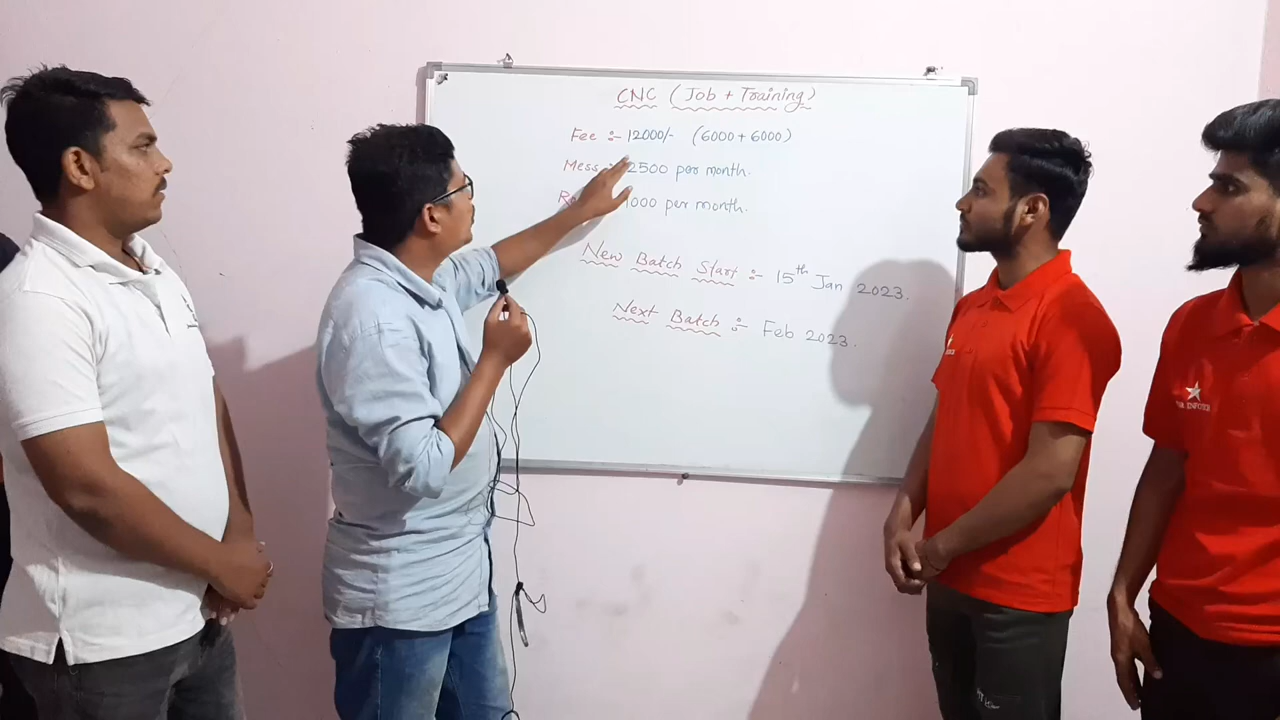 CNC (Job + Training)
Fee :- 12000/- (6000 + 6000)
Mess 2500 per month.
1000 per month.
New Batch Start :- 15th Jan 2023.
Next Batch :- Feb 2023.